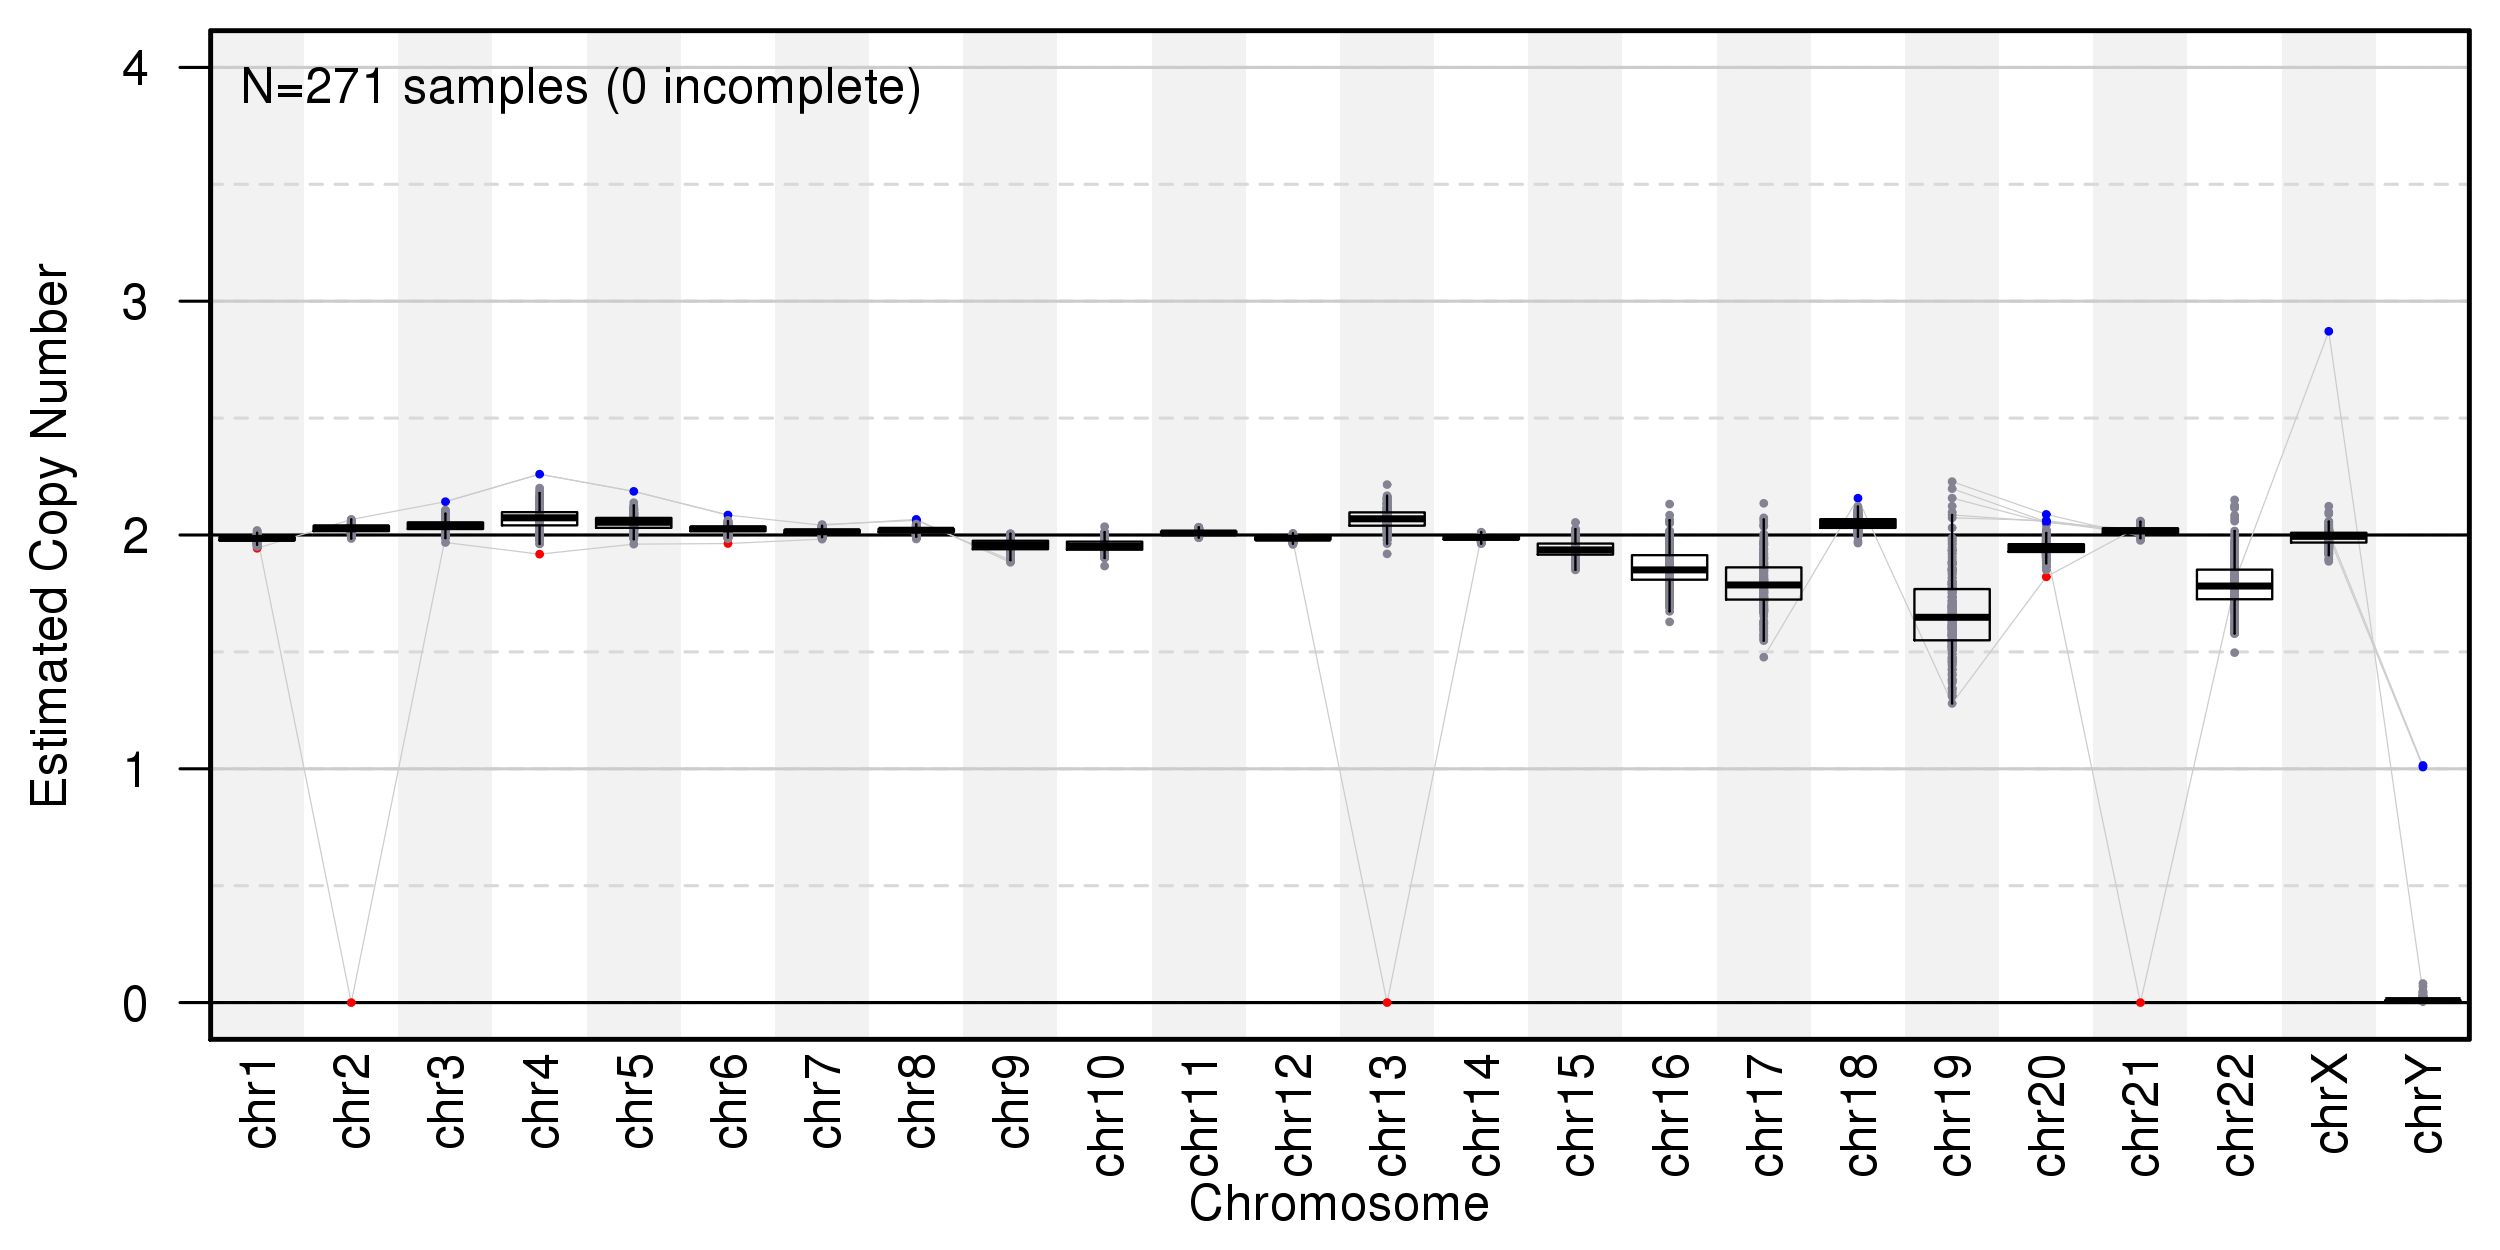 N=271 samples (0 incomplete)
Estimated Copy Number
4
3
2
1
0
chr1
chr2
chr3
chr4
chr5
chr6
chr7
chr8
chr9
chr10
chr11
chr12
chr13
chr14
chr15
chr16
chr17
chr18
chr19
chr20
chr21
chr22
chrX
chrY
Chromosome